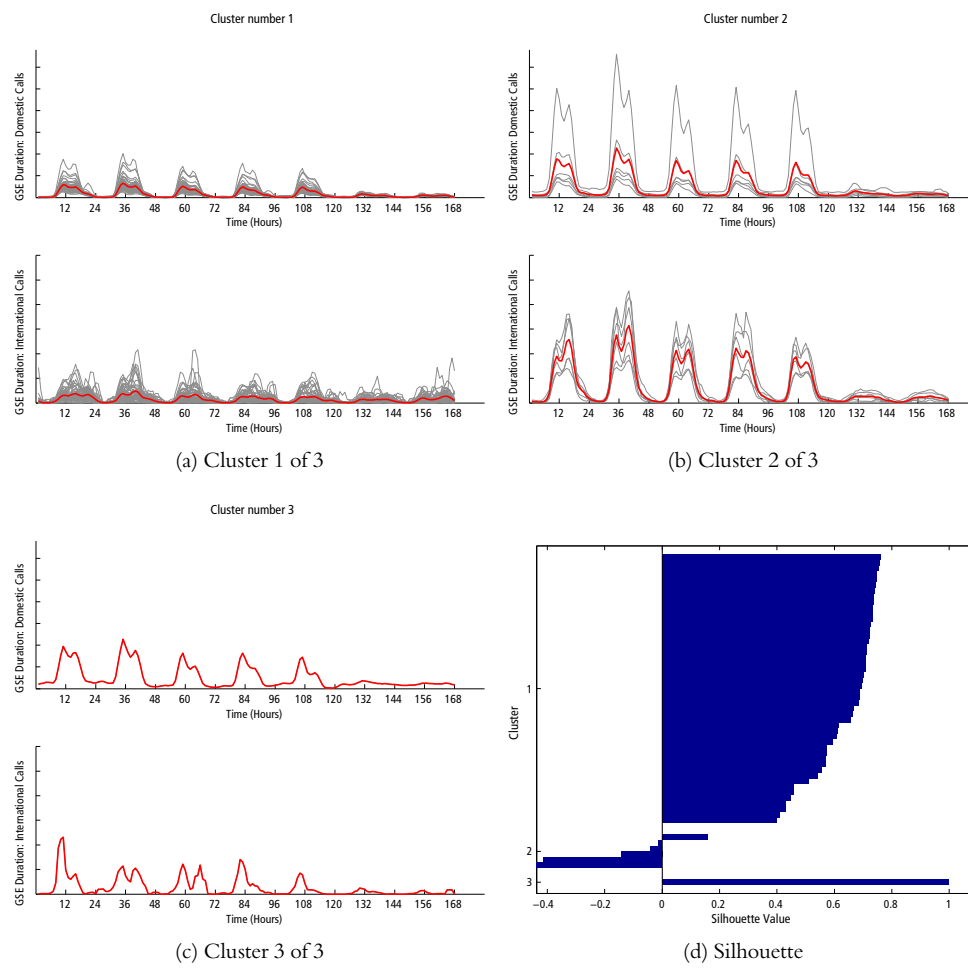 Cluster number 1
GSE Duration: Domestic Calls
12 24 36 48 60 72 84 96 108 120 132 144 156 168
Time (Hours)
GSE Duration: International Calls
12 24 36 48 60 72 84 96 108 120 132 144 156 168
Time (Hours)
(a) Cluster 1 of 3
Cluster number 2
GSE Duration: Domestic Calls
12 24 36 48 60 72 84 96 108 120 132 144 156 168
Time (Hours)
GSE Duration: International Calls
12 24 36 48 60 72 84 96 108 120 132 144 156 168
Time (Hours)
(b) Cluster 2 of 3
Cluster number 3
GSE Duration: Domestic Calls
12 24 36 48 60 72 84 96 108 120 132 144 156 168
Time (Hours)
GSE Duration: International Calls
12 24 36 48 60 72 84 96 108 120 132 144 156 168
Time (Hours)
(c) Cluster 3 of 3
Cluster
1
2
3
−0.4 −0.2 0 0.2 0.4 0.6 0.8 1
Silhouette Value
(d) Silhouette